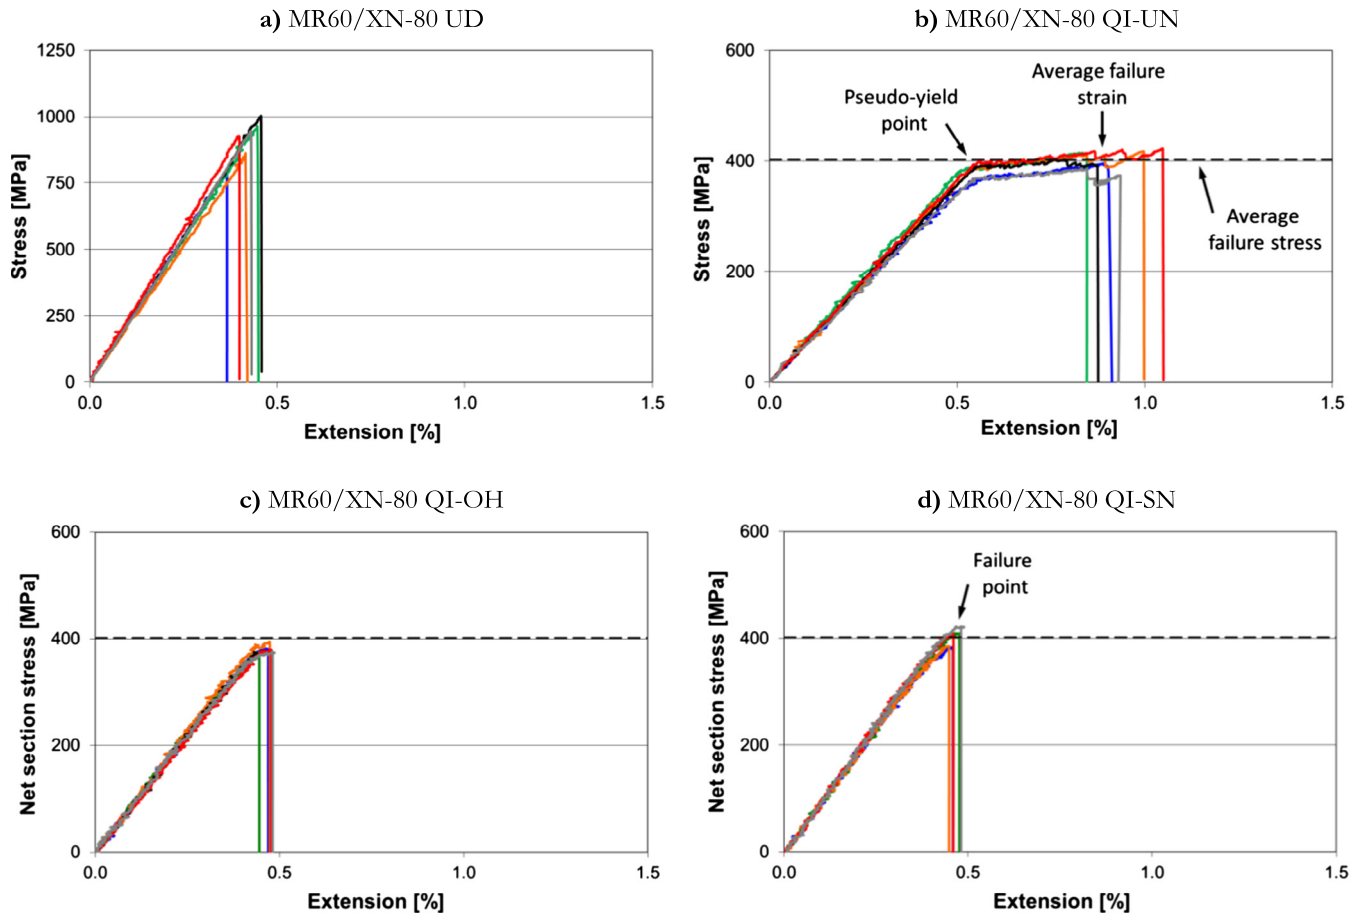 a) MR60/XN-80 UD
1250
1000
750
500
250
0
Stress [MPa]
0.0
0.5
1.0
1.5
Extension [%]
b) MR60/XN-80 QI-UN
600
400
200
0
Stress [MPa]
Pseudo-yield
point
Average failure
strain
Average
failure stress
0.0
0.5
1.0
1.5
Extension [%]
c) MR60/XN-80 QI-OH
600
400
200
0
Net section stress [MPa]
0.0
0.5
1.0
1.5
Extension [%]
d) MR60/XN-80 QI-SN
600
400
200
0
Net section stress [MPa]
Failure
point
0.0
0.5
1.0
1.5
Extension [%]